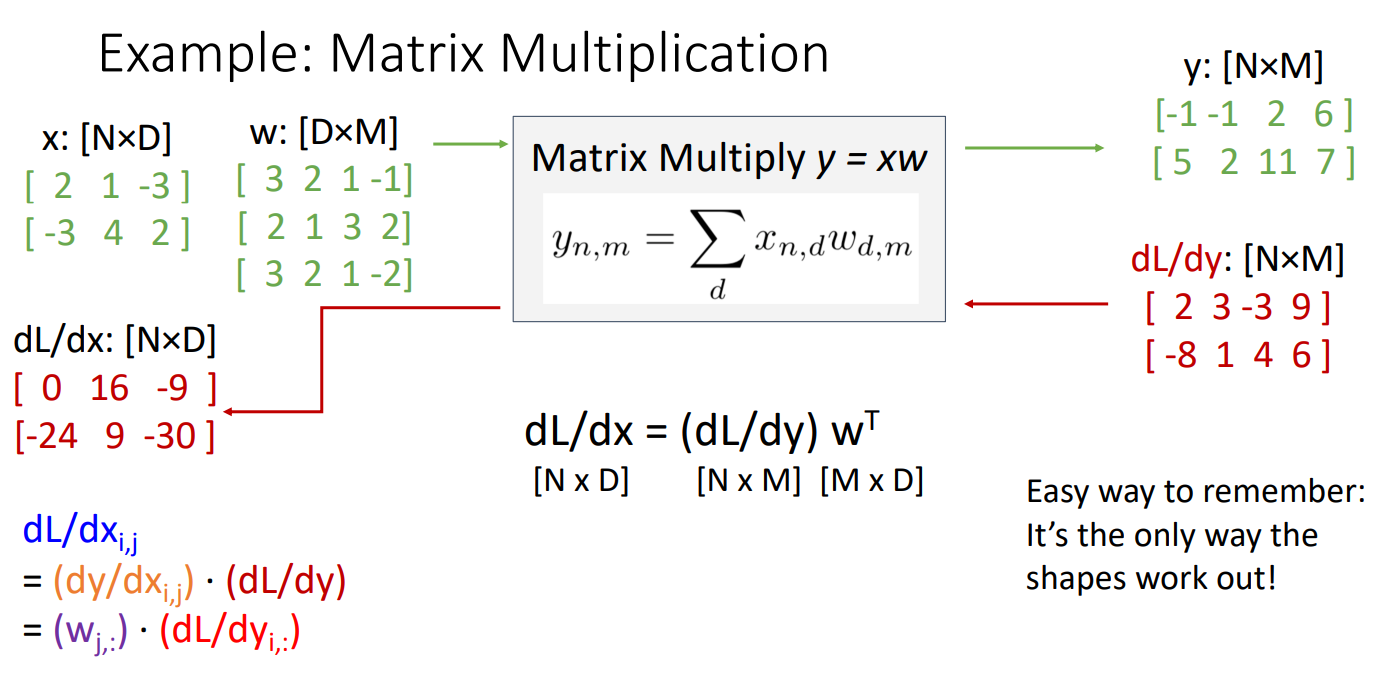 Example: Matrix Multiplication
x: [N×D]
[ 2 1 -3 ]
[ -3 4 2 ]
w: [D×M]
[ 3 2 1 -1]
[ 2 1 3 2]
[ 3 2 1 -2]
Matrix Multiply y = xw
y_{n,m} = \sum_{d} x_{n,d} w_{d,m}
y: [N×M]
[-1 -1 2 6 ]
[ 5 2 11 7 ]
dL/dy: [N×M]
[ 2 3 -3 9 ]
[ -8 1 4 6 ]
dL/dx: [N×D]
[ 0 16 -9 ]
[-24 9 -30 ]
dL/dx = (dL/dy) w^T
[N x D] [N x M] [M x D]
dL/dx_{i,j}
= (dy/dx_{i,j}) · (dL/dy)
= (w_{j,:}) · (dL/dy_{i,:})
Easy way to remember:
It’s the only way the
shapes work out!